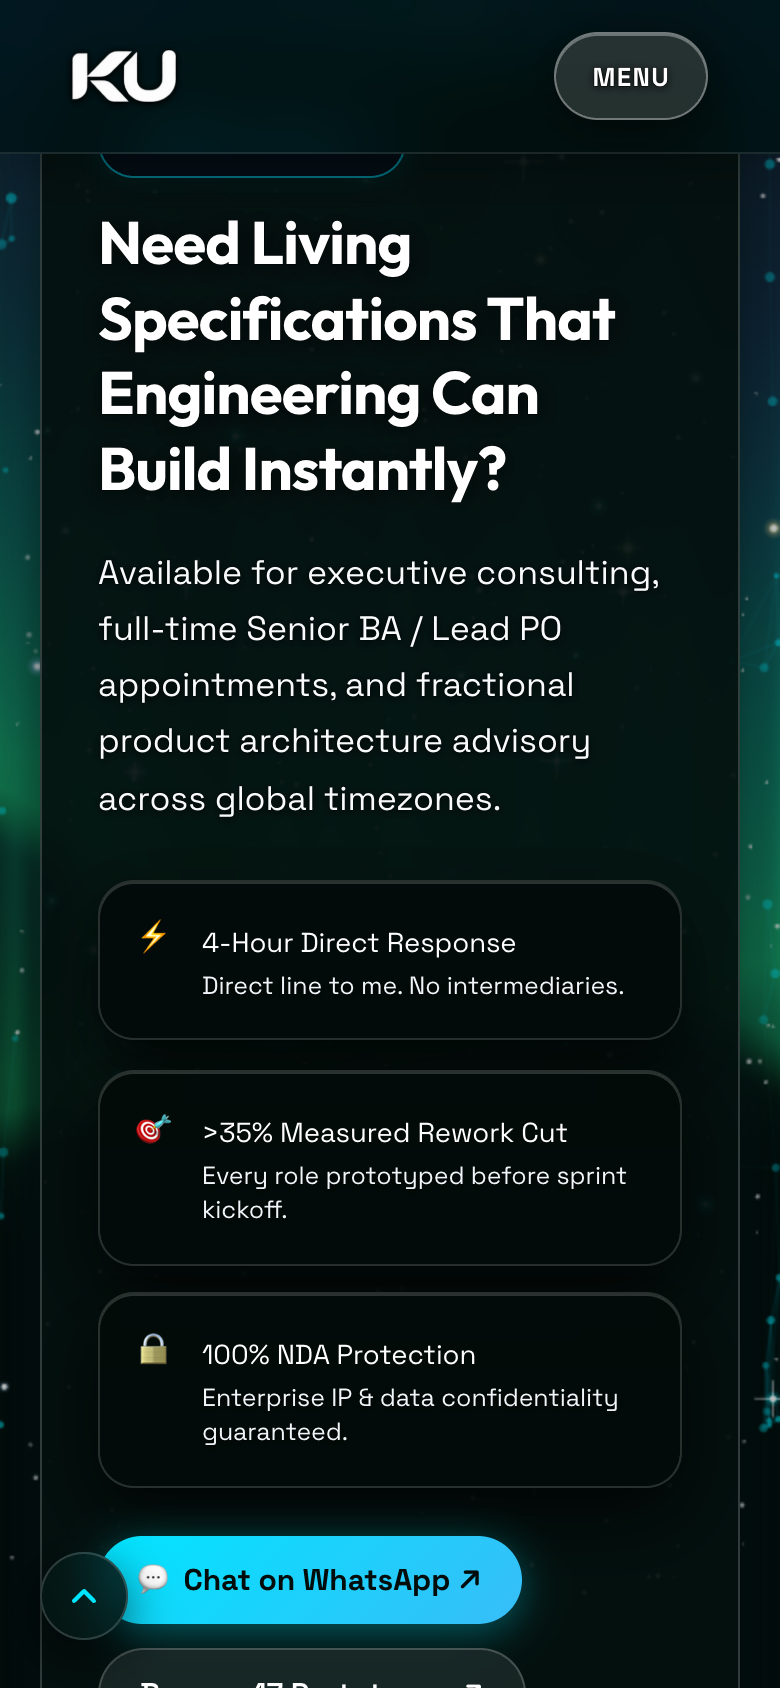 KU
MENU
Need Living
Specifications That
Engineering Can
Build Instantly?
Available for executive consulting,
full-time Senior BA / Lead PO
appointments, and fractional
product architecture advisory
across global timezones.
4-Hour Direct Response
Direct line to me. No intermediaries.
>35% Measured Rework Cut
Every role prototyped before sprint
kickoff.
100% NDA Protection
Enterprise IP & data confidentiality
guaranteed.
Chat on WhatsApp ↗